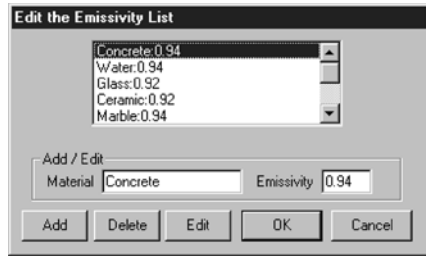 Edit the Emissivity List
Concrete:0.94
Water:0.94
Glass:0.92
Ceramic:0.92
Marble:0.94
Add / Edit
Material Concrete Emissivity 0.94
Add Delete Edit OK Cancel